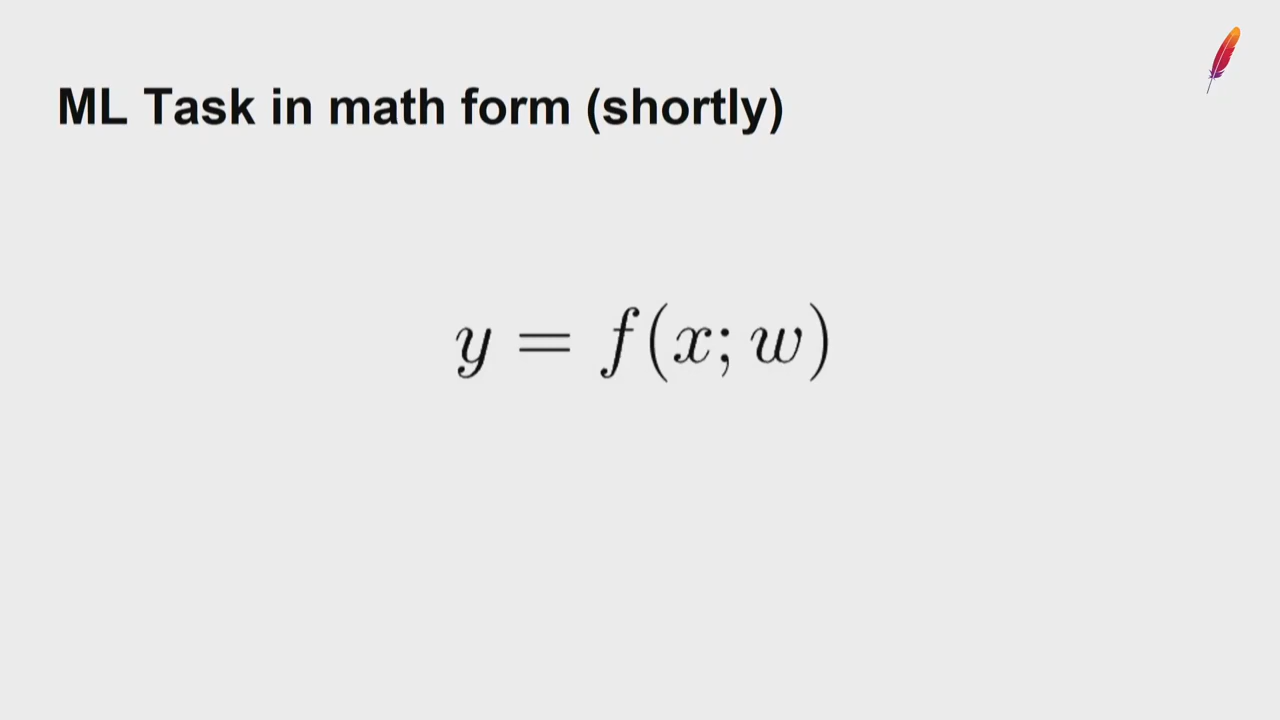 ML Task in math form (shortly)
y = f(x; w)